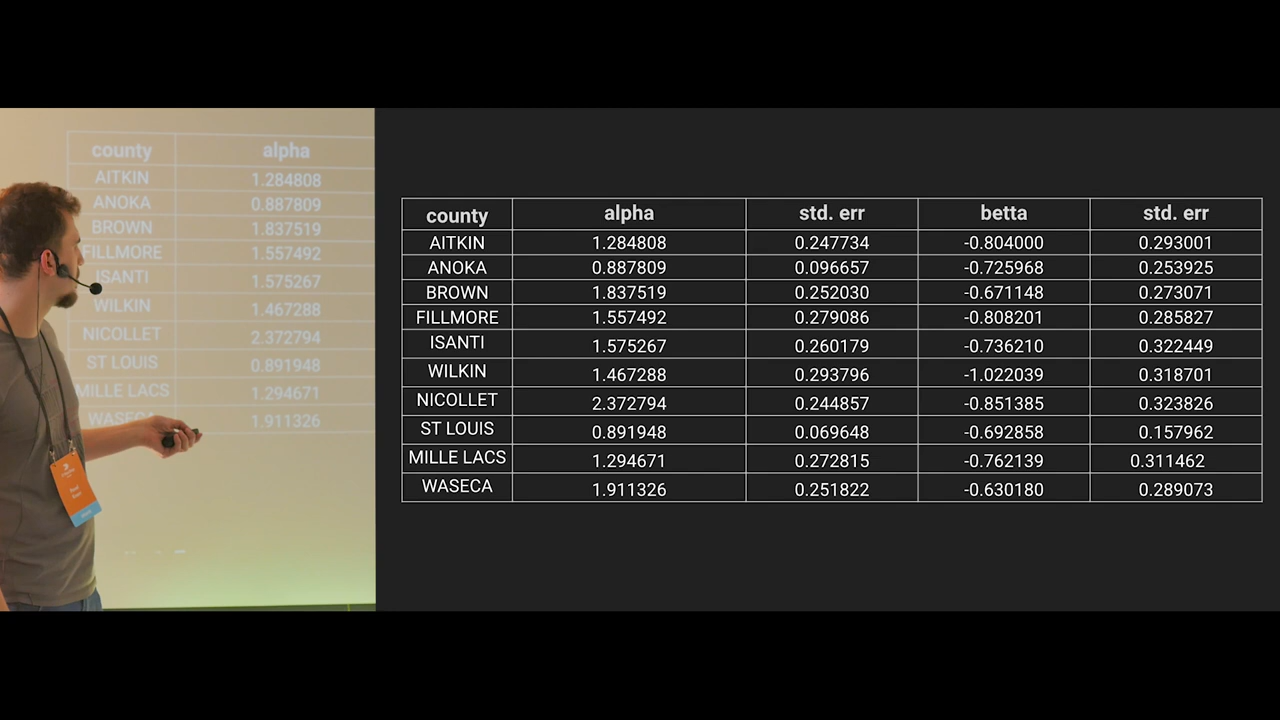 county alpha
AITKIN 1.284808
ANOKA 0.887809
BROWN 1.837519
FILLMORE 1.557492
ISANTI 1.575267
WILKIN 1.467288
NICOLLET 2.372794
ST LOUIS 0.891948
MILLE LACS 1.294671
WASECA 1.911326
county alpha std. err betta std. err
AITKIN 1.284808 0.247734 -0.804000 0.293001
ANOKA 0.887809 0.096657 -0.725968 0.253925
BROWN 1.837519 0.252030 -0.671148 0.273071
FILLMORE 1.557492 0.279086 -0.808201 0.285827
ISANTI 1.575267 0.260179 -0.736210 0.322449
WILKIN 1.467288 0.293796 -1.022039 0.318701
NICOLLET 2.372794 0.244857 -0.851385 0.323826
ST LOUIS 0.891948 0.069648 -0.692858 0.157962
MILLE LACS 1.294671 0.272815 -0.762139 0.311462
WASECA 1.911326 0.251822 -0.630180 0.289073